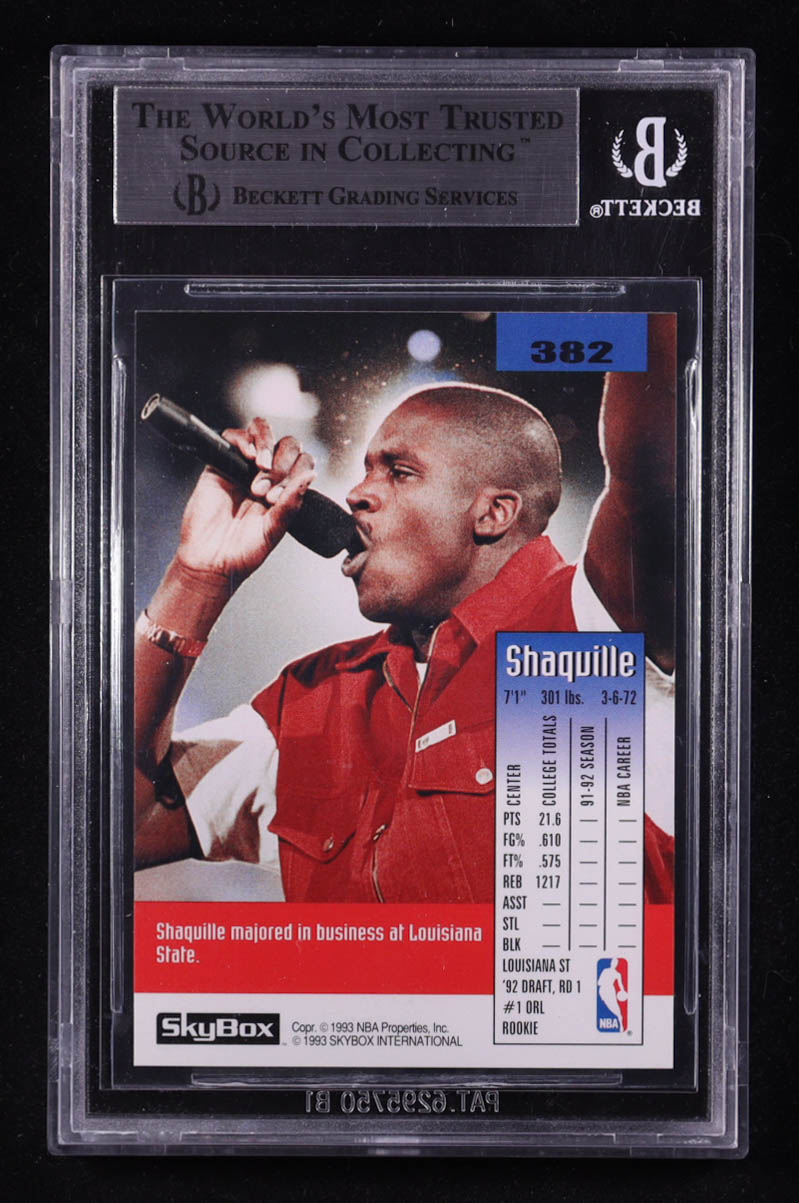 THE WORLD'S MOST TRUSTED
SOURCE IN COLLECTING™
B BECKETT GRADING SERVICES
B
BECKETT®
382
Shaquille
7'1" 301 lbs. 3-6-72
CENTER COLLEGE TOTALS 91-92 SEASON NBA CAREER
PTS 21.6 — —
FG% .610 — —
FT% .575 — —
REB 1217 — —
ASST — — —
STL — — —
BLK — — —
LOUISIANA ST
'92 DRAFT, RD 1
#1 ORL
ROOKIE
NBA ®
Shaquille majored in business at Louisiana
State.
SkyBox™
Copr. © 1993 NBA Properties, Inc.
© 1993 SKYBOX INTERNATIONAL
PAT.6295750 B1